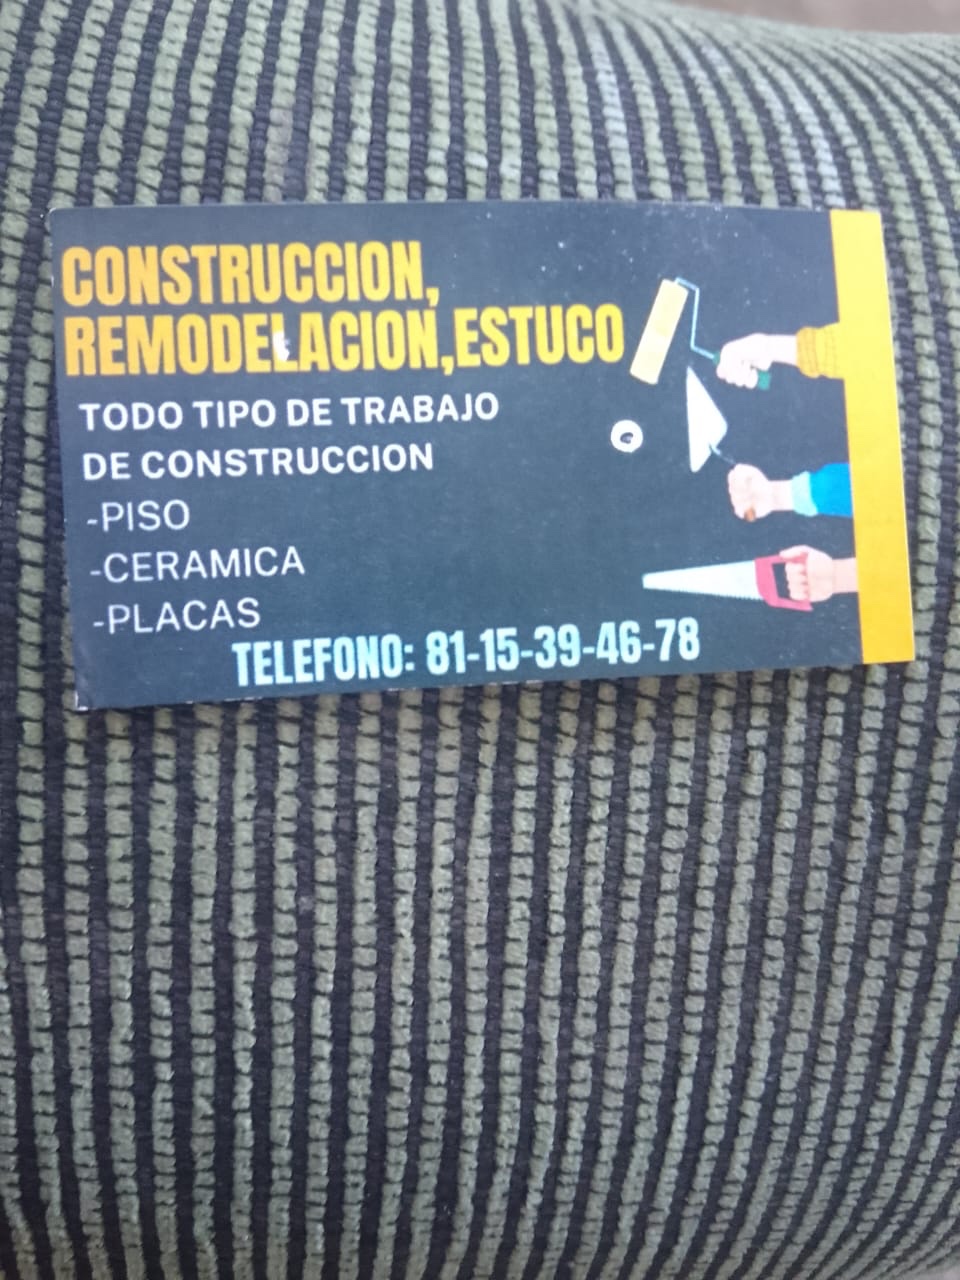 CONSTRUCCION,
REMODELACION,ESTUCO
TODO TIPO DE TRABAJO
DE CONSTRUCCION
-PISO
-CERAMICA
-PLACAS
TELEFONO: 81-15-39-46-78